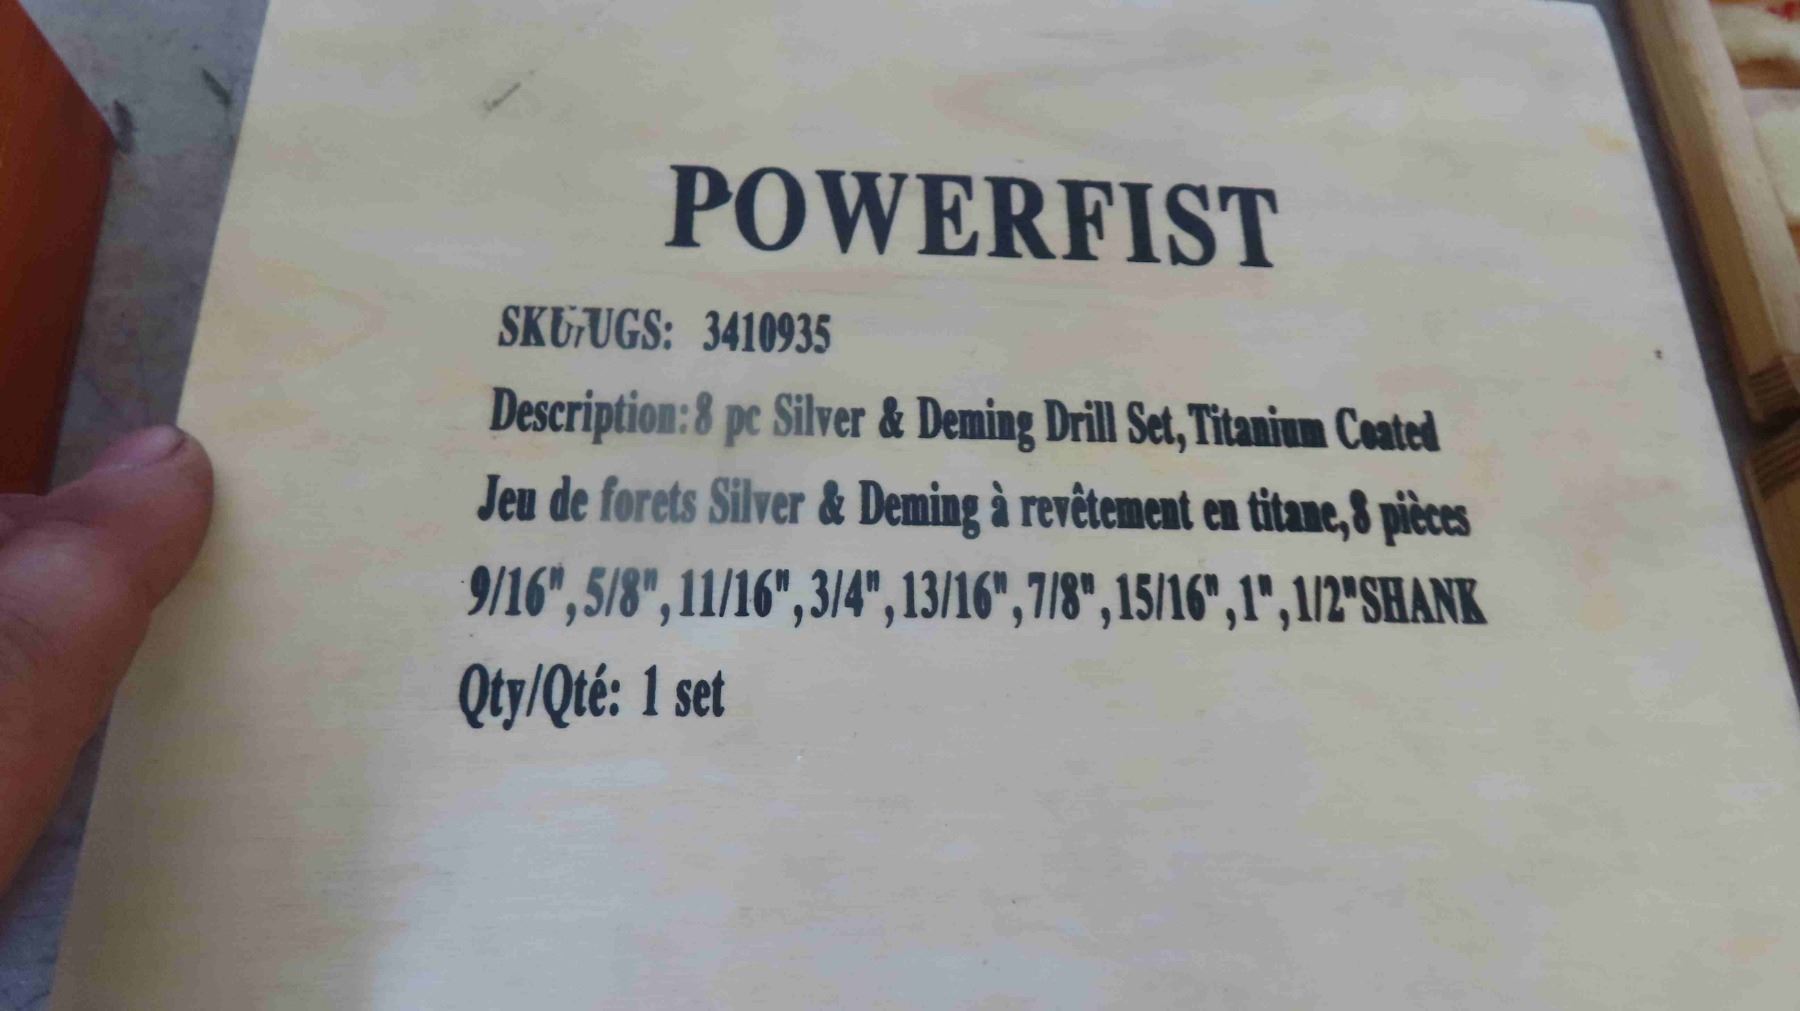 POWERFIST
SKU/UGS: 3410935
Description: 8 pc Silver & Deming Drill Set, Titanium Coated
Jeu de forets Silver & Deming à revêtement en titane, 8 pièces
9/16", 5/8", 11/16", 3/4", 13/16", 7/8", 15/16", 1", 1/2"SHANK
Qty/Qté: 1 set